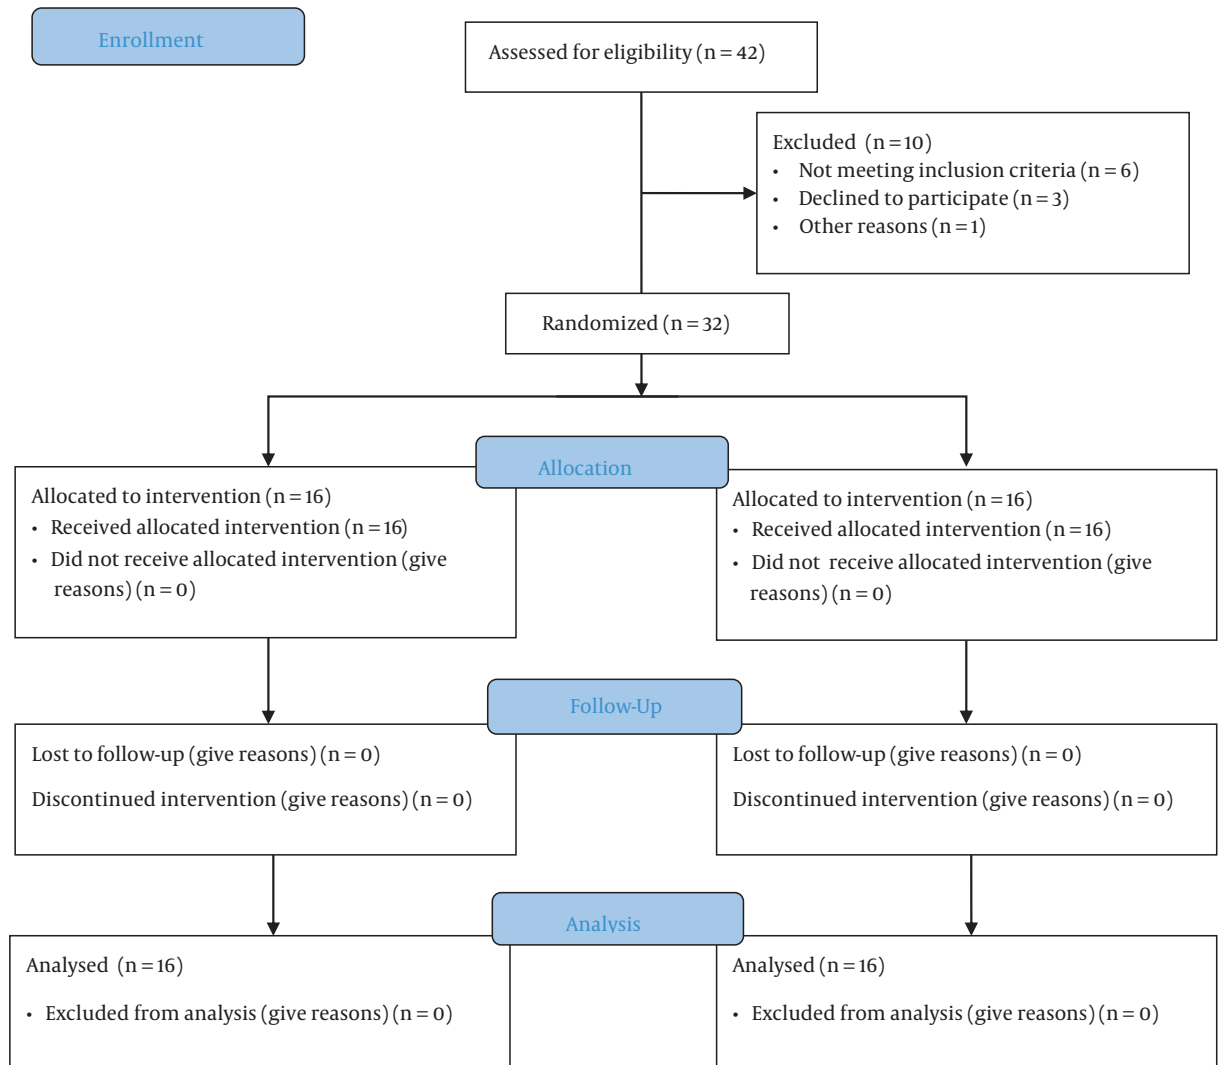 Enrollment
Assessed for eligibility (n = 42)
Excluded (n = 10)
• Not meeting inclusion criteria (n = 6)
• Declined to participate (n = 3)
• Other reasons (n = 1)
Randomized (n = 32)
Allocation
Allocated to intervention (n = 16)
• Received allocated intervention (n = 16)
• Did not receive allocated intervention (give
reasons) (n = 0)
Allocated to intervention (n = 16)
• Received allocated intervention (n = 16)
• Did not receive allocated intervention (give
reasons) (n = 0)
Follow-Up
Lost to follow-up (give reasons) (n = 0)
Discontinued intervention (give reasons) (n = 0)
Lost to follow-up (give reasons) (n = 0)
Discontinued intervention (give reasons) (n = 0)
Analysis
Analysed (n = 16)
• Excluded from analysis (give reasons) (n = 0)
Analysed (n = 16)
• Excluded from analysis (give reasons) (n = 0)